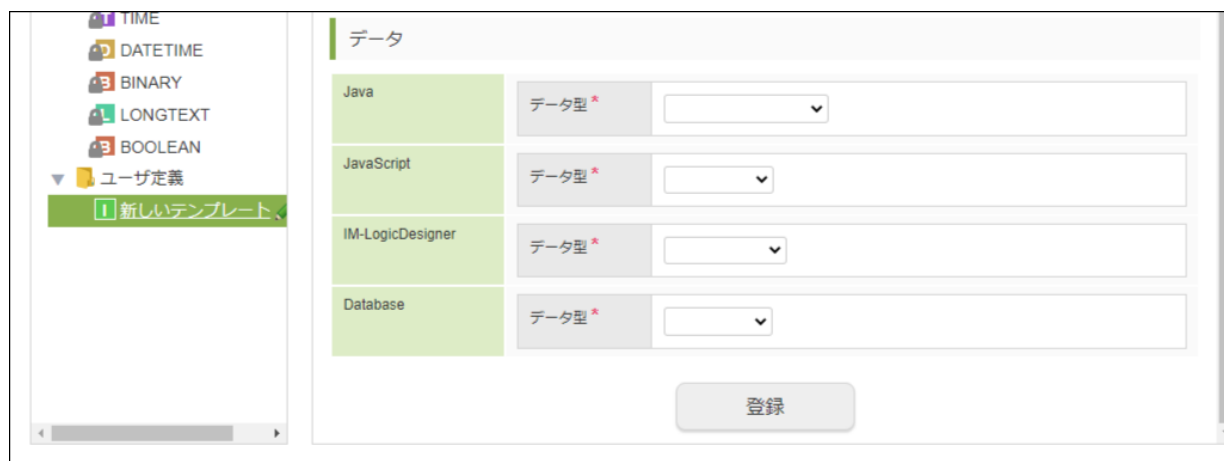 TIME
DATETIME
BINARY
LONGTEXT
BOOLEAN
ユーザ定義
新しいテンプレート
データ
Java
データ型*
JavaScript
データ型*
IM-LogicDesigner
データ型*
Database
データ型*
登録